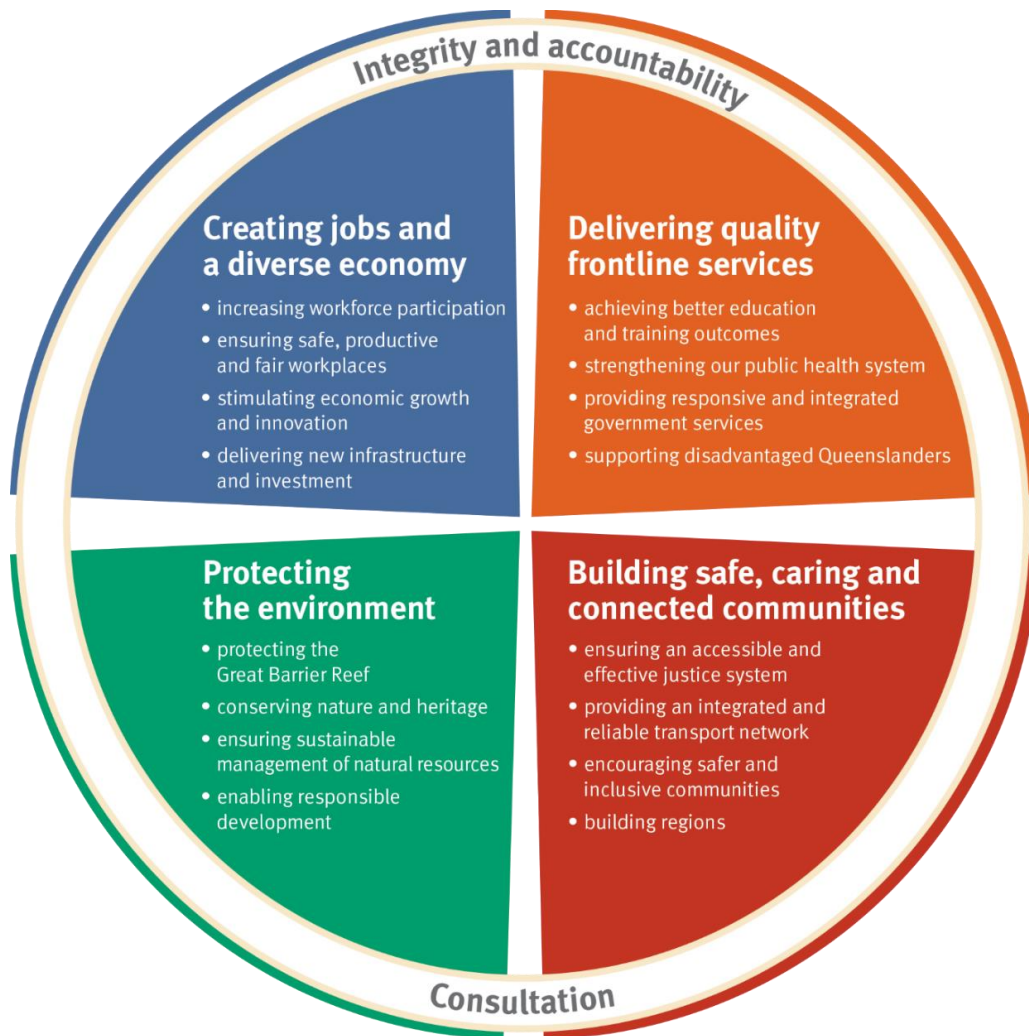 Integrity and accountability
Creating jobs and
a diverse economy
• increasing workforce participation
• ensuring safe, productive
and fair workplaces
• stimulating economic growth
and innovation
• delivering new infrastructure
and investment
Delivering quality
frontline services
• achieving better education
and training outcomes
• strengthening our public health system
• providing responsive and integrated
government services
• supporting disadvantaged Queenslanders
Protecting
the environment
• protecting the
Great Barrier Reef
• conserving nature and heritage
• ensuring sustainable
management of natural resources
• enabling responsible
development
Building safe, caring and
connected communities
• ensuring an accessible and
effective justice system
• providing an integrated and
reliable transport network
• encouraging safer and
inclusive communities
• building regions
Consultation